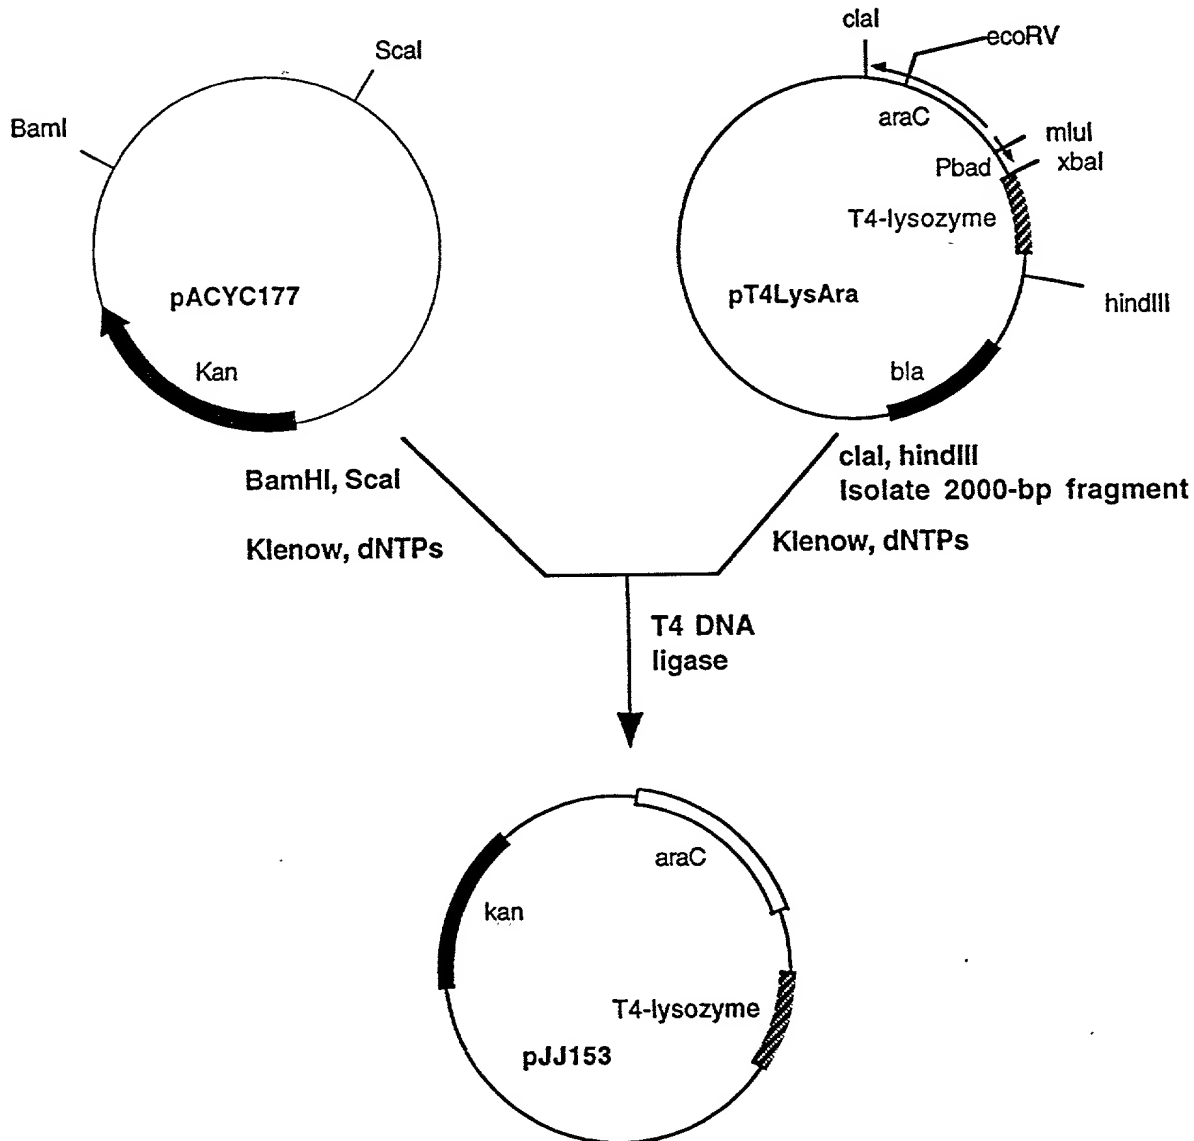 ScaI
BamI
pACYC177
Kan
claI
ecoRV
araC
mluI
Pbad
xbaI
T4-lysozyme
pT4LysAra
hindIII
bla
BamHI, ScaI
Klenow, dNTPs
claI, hindIII
Isolate 2000-bp fragment
Klenow, dNTPs
T4 DNA
ligase
araC
kan
T4-lysozyme
pJJ153